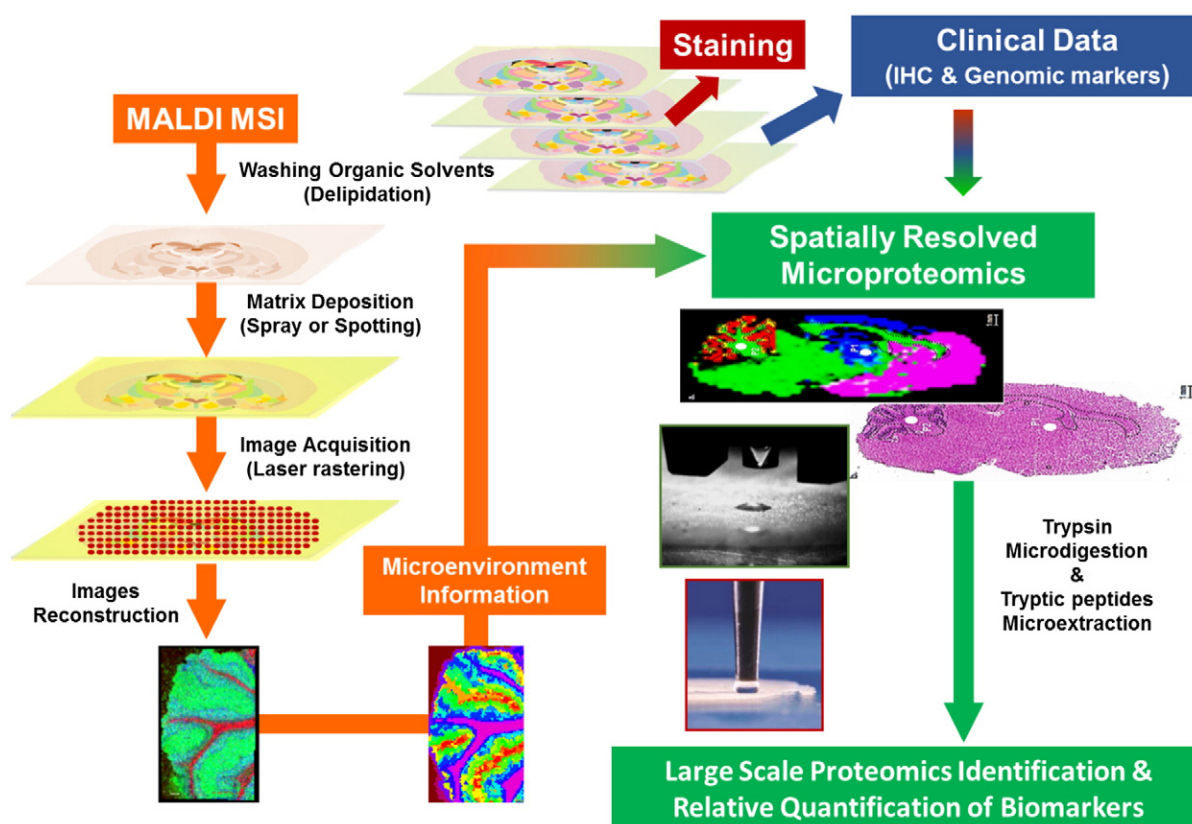 Staining
Clinical Data
(IHC & Genomic markers)
MALDI MSI
Washing Organic Solvents
(Delipidation)
Matrix Deposition
(Spray or Spotting)
Image Acquisition
(Laser rastering)
Images
Reconstruction
Microenvironment
Information
Spatially Resolved
Microproteomics
Trypsin
Microdigestion
&
Tryptic peptides
Microextraction
Large Scale Proteomics Identification &
Relative Quantification of Biomarkers